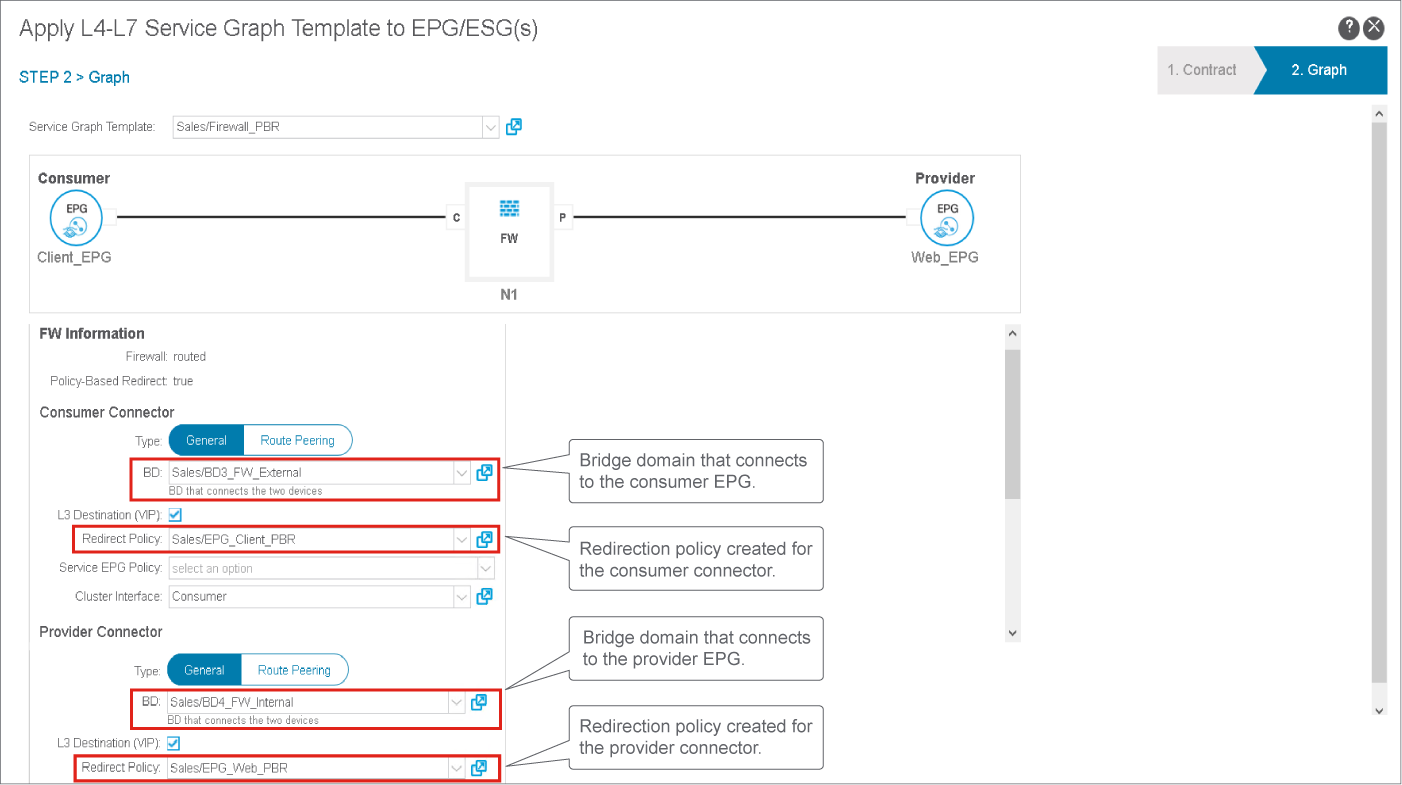 Apply L4-L7 Service Graph Template to EPG/ESG(s)
?
STEP 2 > Graph
1. Contract
2. Graph
Service Graph Template: Sales/Firewall_PBR
Consumer
Provider
EPG
C
FW
P
EPG
Client_EPG
Web_EPG
N1
FW Information
Firewall: routed
Policy-Based Redirect: true
Consumer Connector
Type: General Route Peering
BD: Sales/BD3_FW_External
BD that connects the two devices
Bridge domain that connects
to the consumer EPG.
L3 Destination (VIP):
Redirect Policy: Sales/EPG_Client_PBR
Redirection policy created for
the consumer connector.
Service EPG Policy: select an option
Cluster Interface: Consumer
Provider Connector
Type: General Route Peering
Bridge domain that connects
to the provider EPG.
BD: Sales/BD4_FW_Internal
BD that connects the two devices
L3 Destination (VIP):
Redirect Policy: Sales/EPG_Web_PBR
Redirection policy created for
the provider connector.